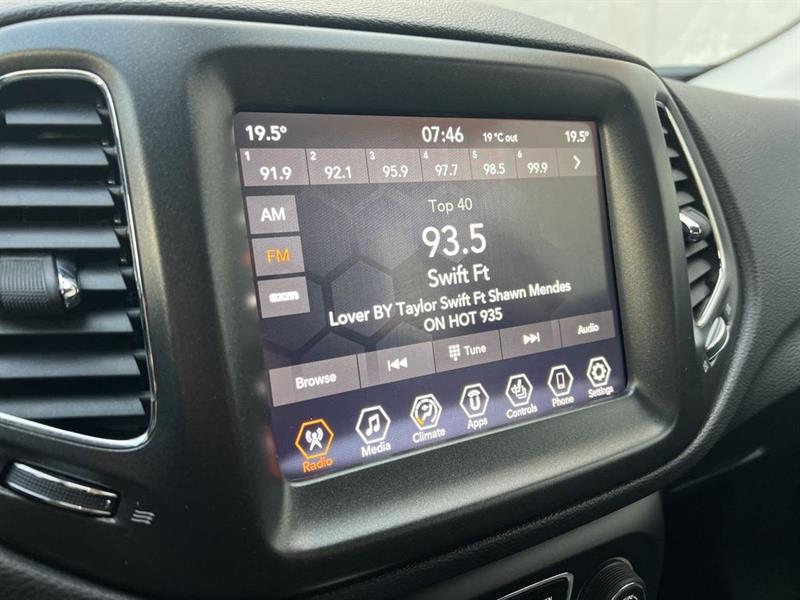 19.5° 07:46 19°C out 19.5°
1 91.9 2 92.1 3 95.9 4 97.7 5 98.5 6 99.9
AM
Top 40
FM
93.5
sxm
Swift Ft
Lover BY Taylor Swift Ft Shawn Mendes
ON HOT 935
Browse Tune Audio
Radio Media Climate Apps Controls Phone Settings